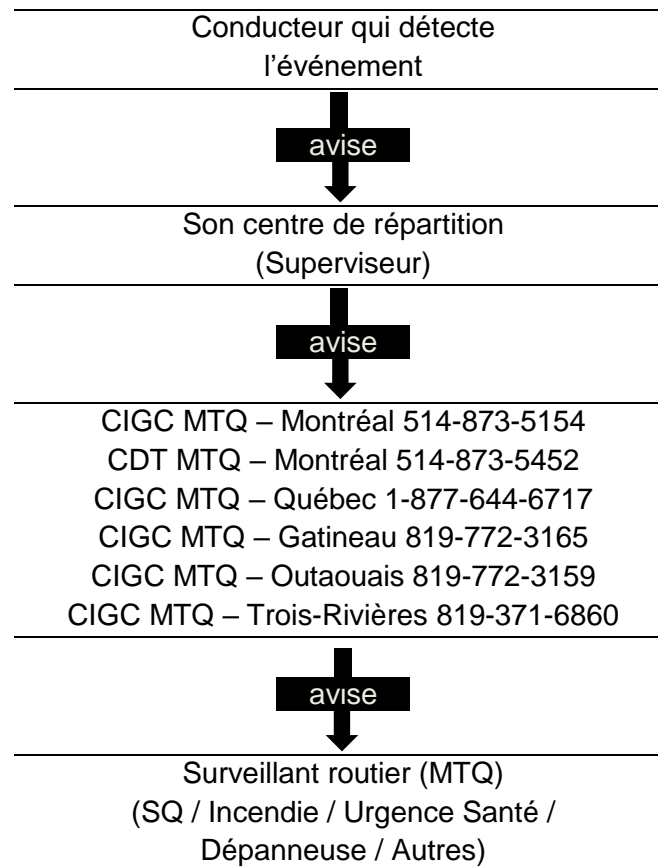 Conducteur qui détecte
l’événement
avise
Son centre de répartition
(Superviseur)
avise
CIGC MTQ – Montréal 514-873-5154
CDT MTQ – Montréal 514-873-5452
CIGC MTQ – Québec 1-877-644-6717
CIGC MTQ – Gatineau 819-772-3165
CIGC MTQ – Outaouais 819-772-3159
CIGC MTQ – Trois-Rivières 819-371-6860
avise
Surveillant routier (MTQ)
(SQ / Incendie / Urgence Santé /
Dépanneuse / Autres)